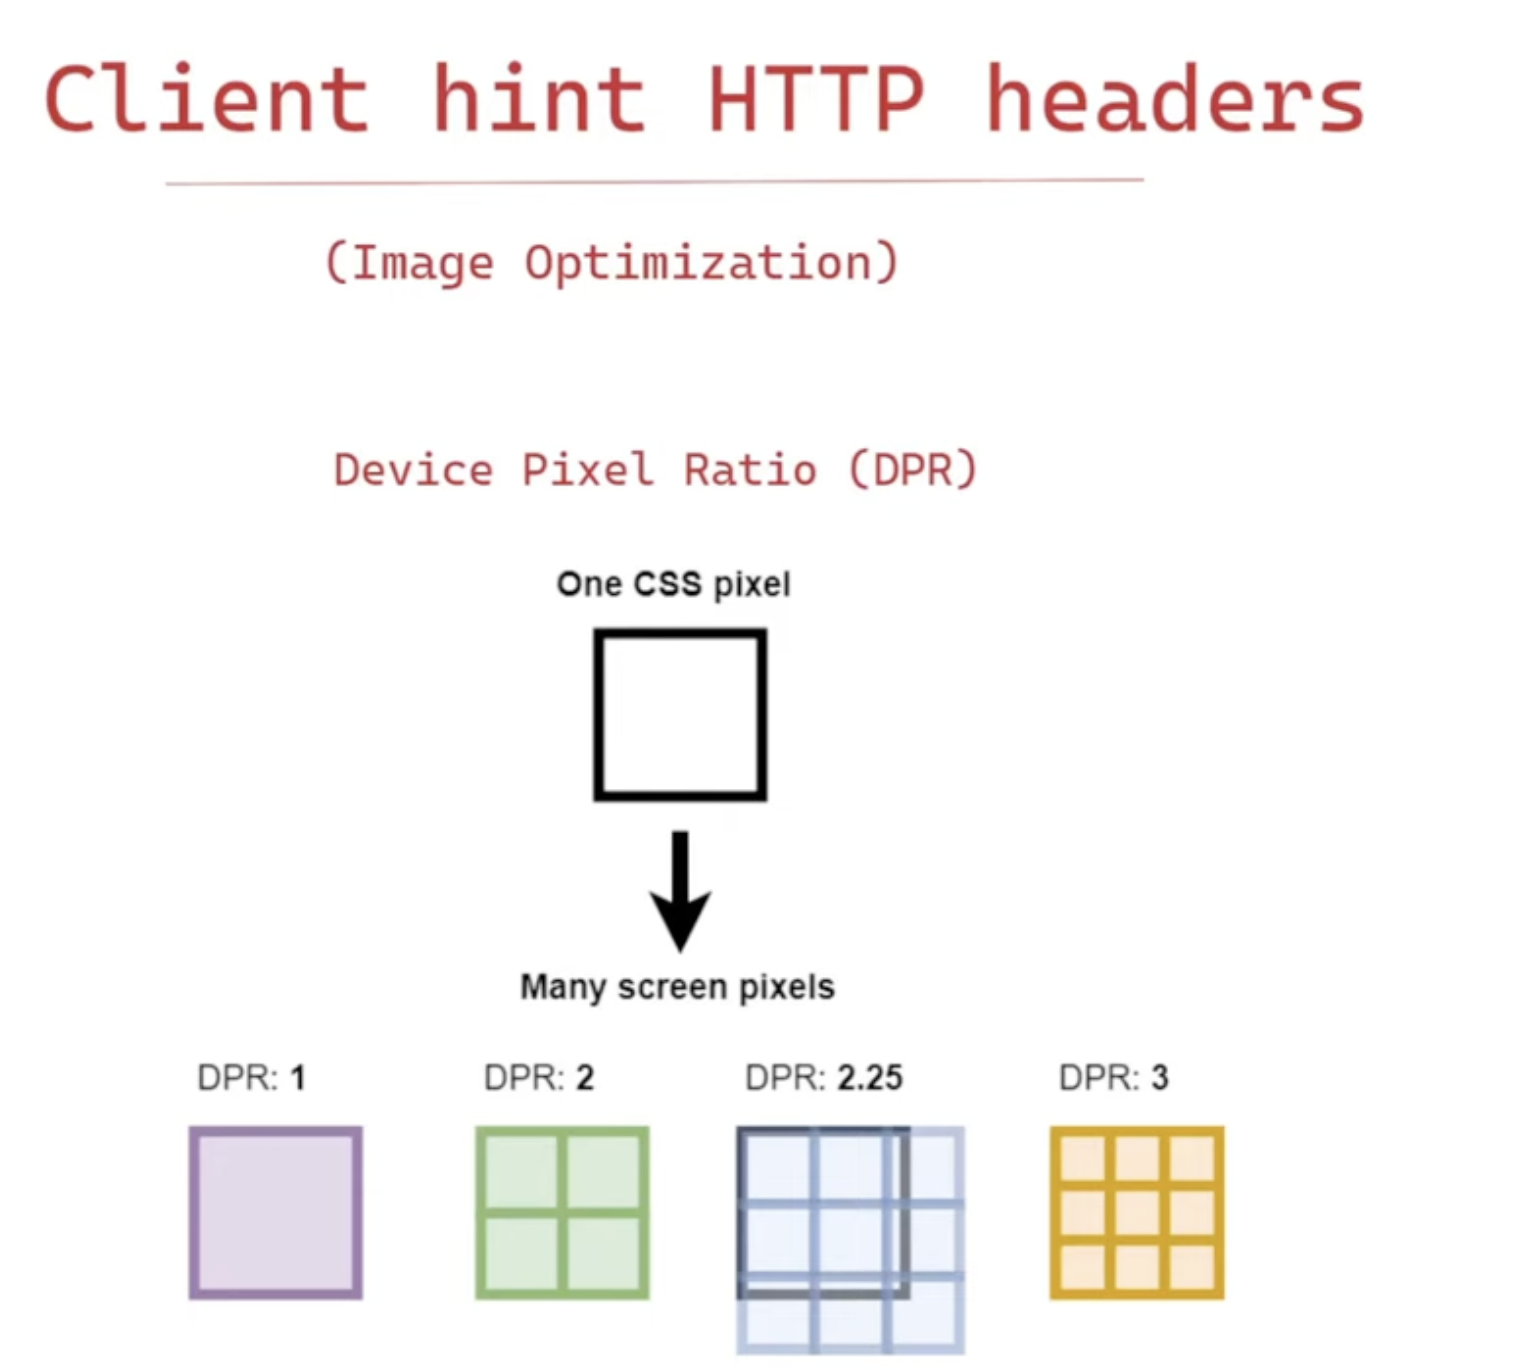 Client hint HTTP headers
(Image Optimization)
Device Pixel Ratio (DPR)
One CSS pixel
Many screen pixels
DPR: 1 DPR: 2 DPR: 2.25 DPR: 3